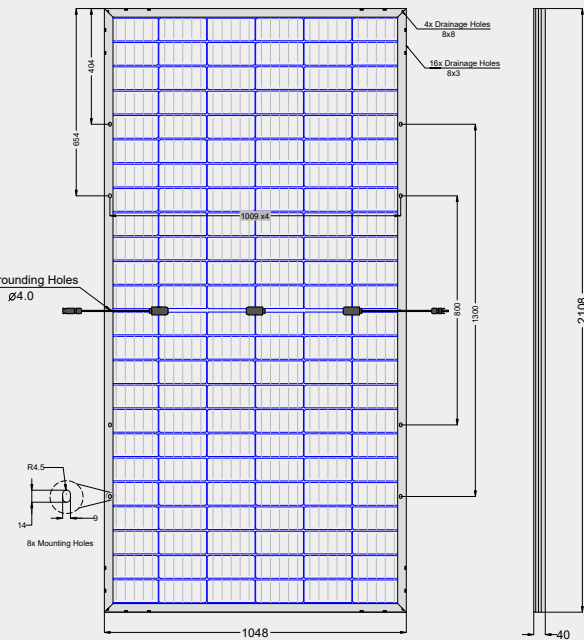 4x Drainage Holes
8x8
16x Drainage Holes
8x3
404
654
1009 x4
rounding Holes
Ø4.0
800
1300
2108
R4.5
14
9
8x Mounting Holes
1048
40